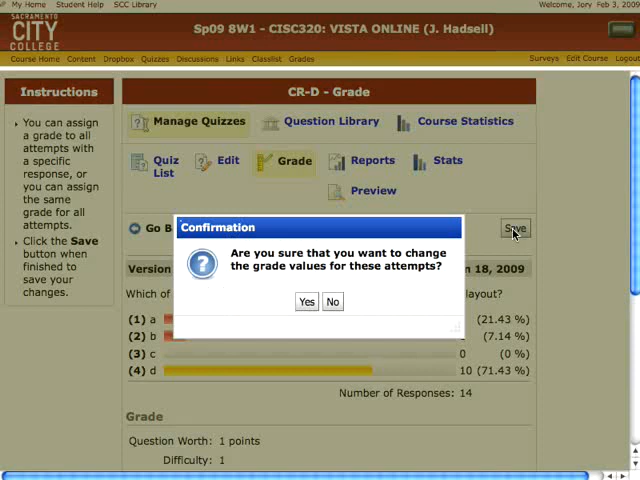 My Home Student Help SCC Library Welcome, Jory Feb 3, 2009
SACRAMENTO
CITY
COLLEGE
Sp09 8W1 - CISC320: VISTA ONLINE (J. Hadsell)
Course Home Content Dropbox Quizzes Discussions Links Classlist Grades Surveys Edit Course Logout
Instructions
You can assign
a grade to all
attempts with
a specific
response, or
you can assign
the same
grade for all
attempts.
Click the Save
button when
finished to
save your
changes.
CR-D - Grade
Manage Quizzes Question Library Course Statistics
Quiz List Edit Grade Reports Stats
Preview
Go B Save
Confirmation
Are you sure that you want to change
the grade values for these attempts?
Yes No
Version n 18, 2009
Which of layout?
(1) a (21.43 %)
(2) b (7.14 %)
(3) c 0 (0 %)
(4) d 10 (71.43 %)
Number of Responses: 14
Grade
Question Worth: 1 points
Difficulty: 1